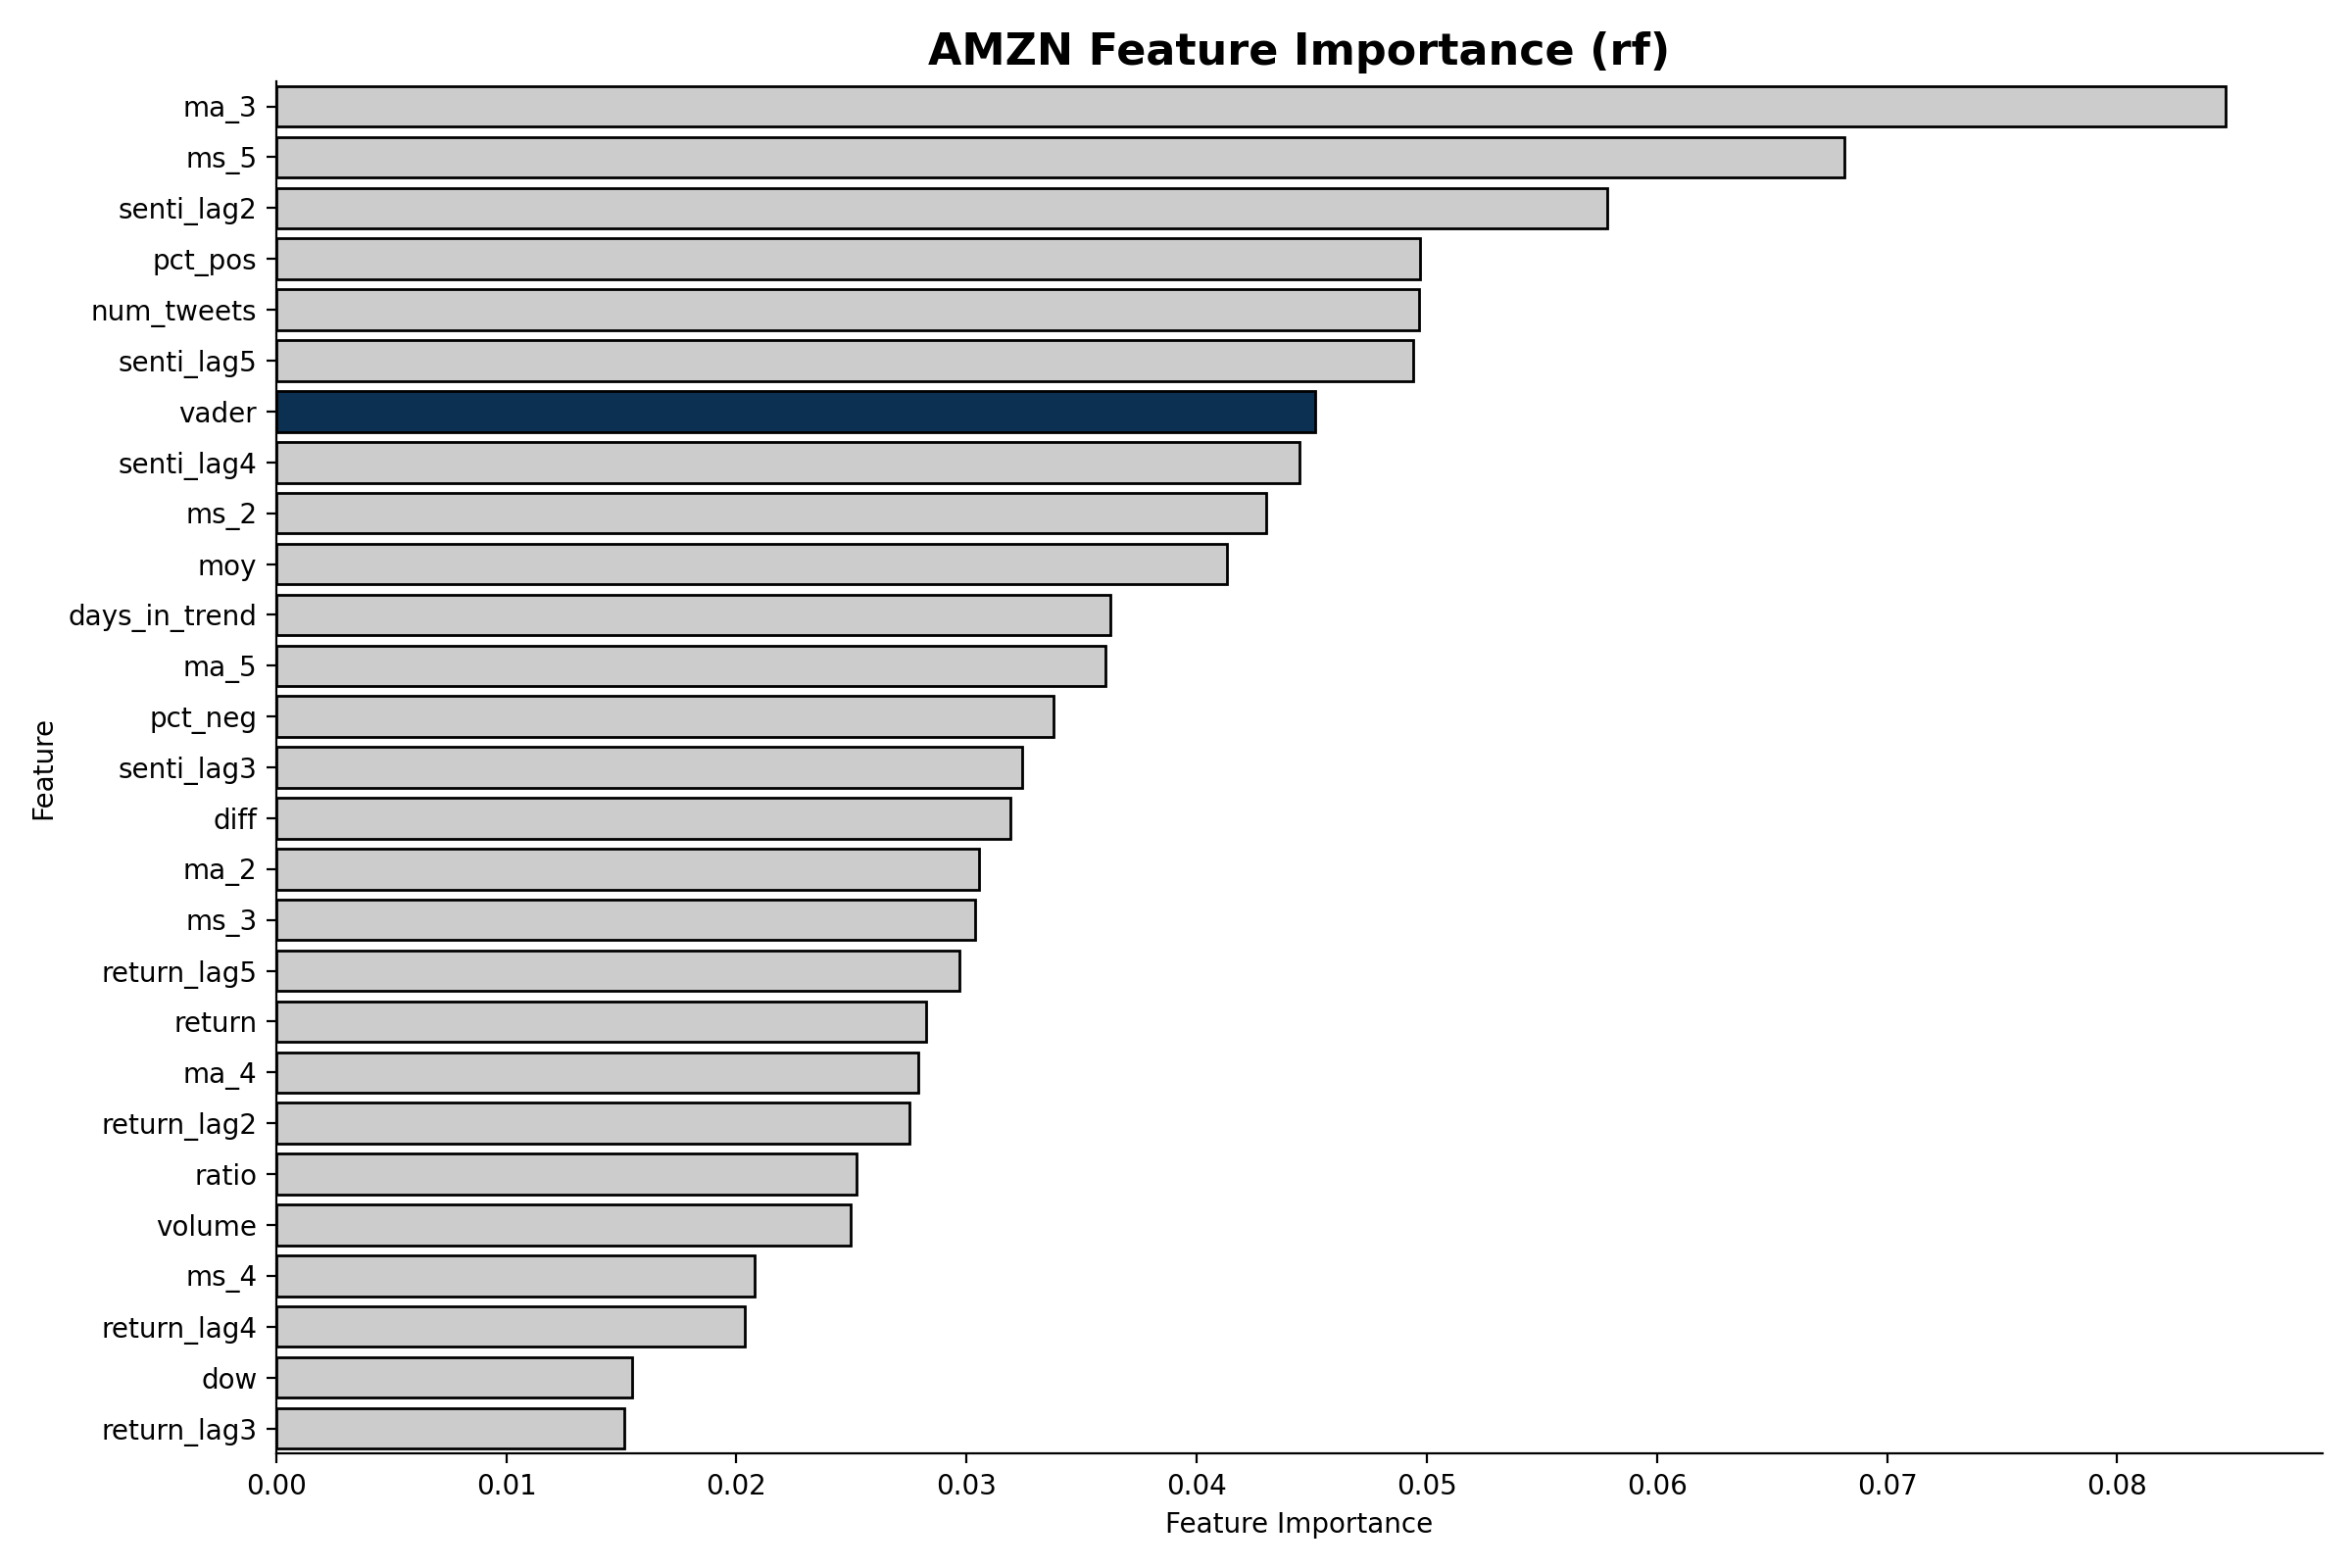 AMZN Feature Importance (rf)
ma_3
ms_5
senti_lag2
pct_pos
num_tweets
senti_lag5
vader
senti_lag4
ms_2
moy
days_in_trend
ma_5
pct_neg
senti_lag3
diff
ma_2
ms_3
return_lag5
return
ma_4
return_lag2
ratio
volume
ms_4
return_lag4
dow
return_lag3
Feature
0.00 0.01 0.02 0.03 0.04 0.05 0.06 0.07 0.08
Feature Importance